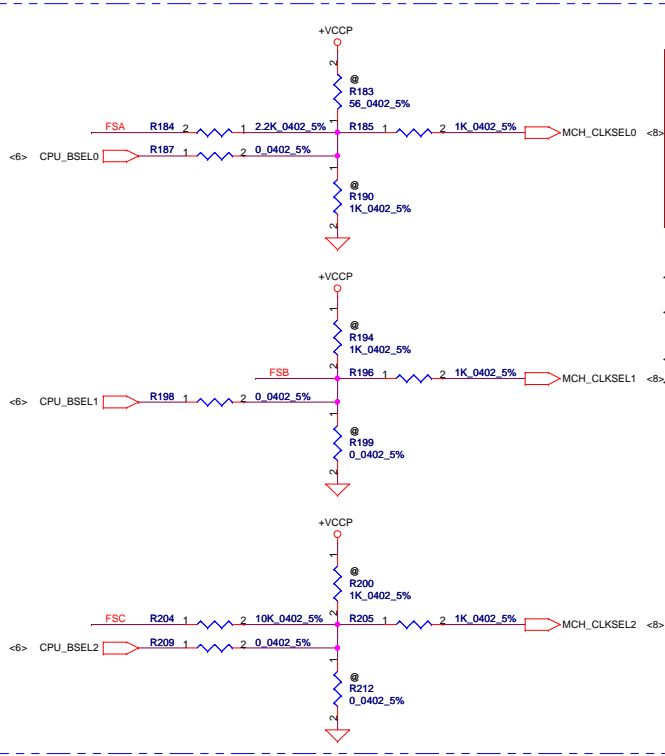 +VCCP
2
@
R183
56_0402_5%
1
FSA R184 2 1 2.2K_0402_5% R185 1 2 1K_0402_5% MCH_CLKSEL0 <8>
<6> CPU_BSEL0 R187 1 2 0_0402_5%
1
@
R190
1K_0402_5%
2
+VCCP
1
@
R194
1K_0402_5%
2
FSB R196 1 2 1K_0402_5% MCH_CLKSEL1 <8>
<6> CPU_BSEL1 R198 1 2 0_0402_5%
1
@
R199
0_0402_5%
2
+VCCP
1
@
R200
1K_0402_5%
2
FSC R204 1 2 10K_0402_5% R205 1 2 1K_0402_5% MCH_CLKSEL2 <8>
<6> CPU_BSEL2 R209 1 2 0_0402_5%
1
@
R212
0_0402_5%
2